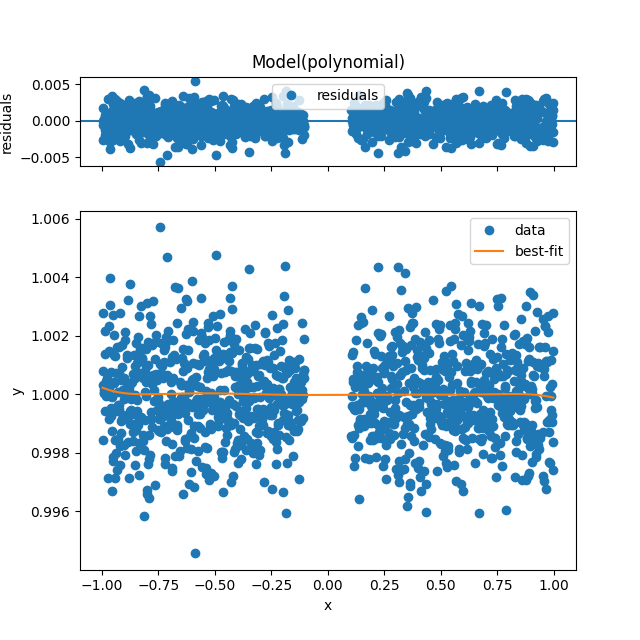 Model(polynomial)
residuals
0.005
0.000
−0.005
residuals
1.006
1.004
1.002
1.000
0.998
0.996
y
data
best-fit
−1.00 −0.75 −0.50 −0.25 0.00 0.25 0.50 0.75 1.00
x